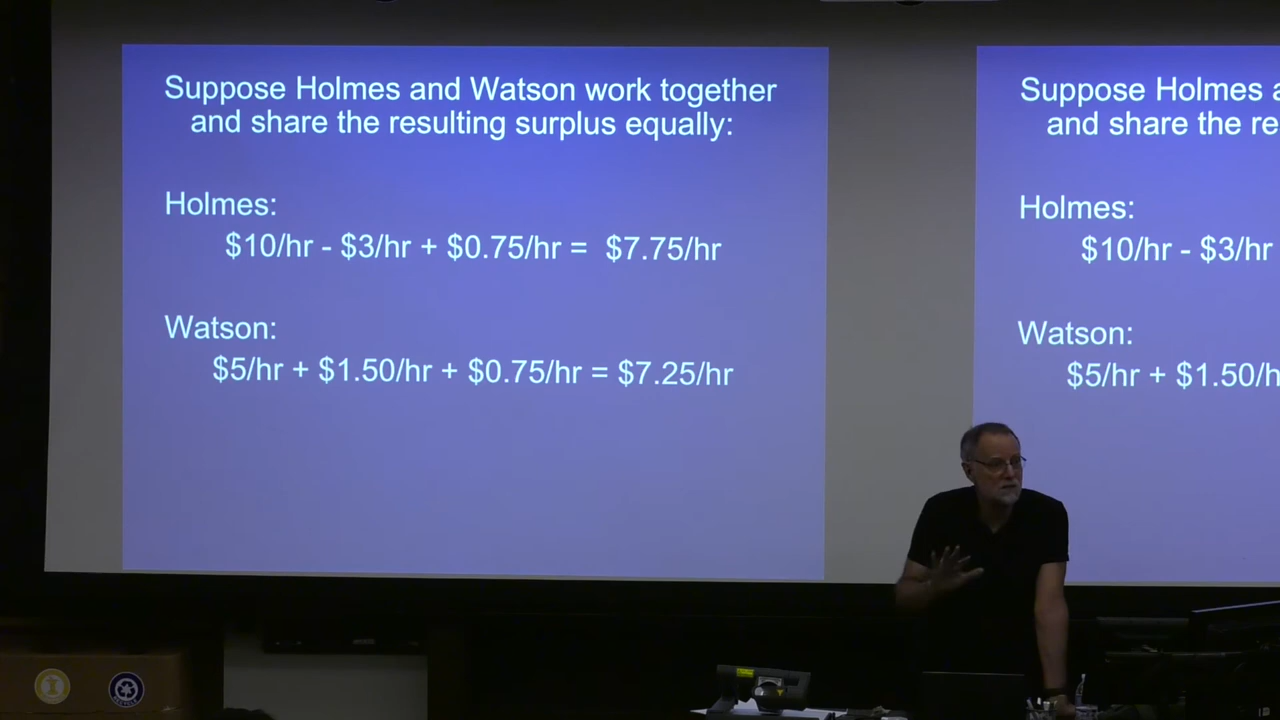 Suppose Holmes and Watson work together
and share the resulting surplus equally:
Holmes:
$10/hr - $3/hr + $0.75/hr = $7.75/hr
Watson:
$5/hr + $1.50/hr + $0.75/hr = $7.25/hr
Suppose Holmes a
and share the re
Holmes:
$10/hr - $3/hr
Watson:
$5/hr + $1.50/h